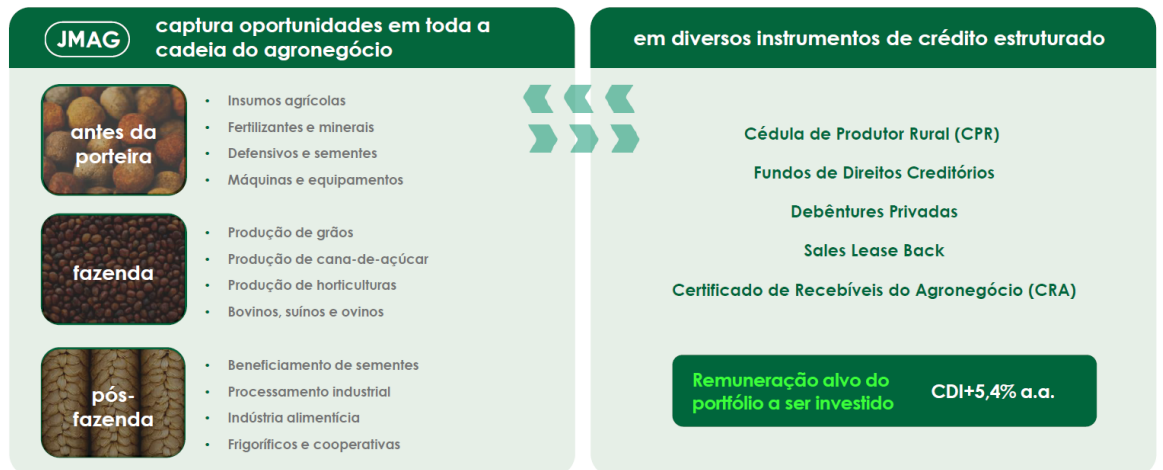 JMAG
captura oportunidades em toda a
cadeia do agronegócio
antes da
porteira
• Insumos agrícolas
• Fertilizantes e minerais
• Defensivos e sementes
• Máquinas e equipamentos
fazenda
• Produção de grãos
• Produção de cana-de-açúcar
• Produção de horticulturas
• Bovinos, suínos e ovinos
pós-
fazenda
• Beneficiamento de sementes
• Processamento industrial
• Indústria alimentícia
• Frigoríficos e cooperativas
em diversos instrumentos de crédito estruturado
Cédula de Produtor Rural (CPR)
Fundos de Direitos Creditórios
Debêntures Privadas
Sales Lease Back
Certificado de Recebíveis do Agronegócio (CRA)
Remuneração alvo do
portfólio a ser investido
CDI+5,4% a.a.